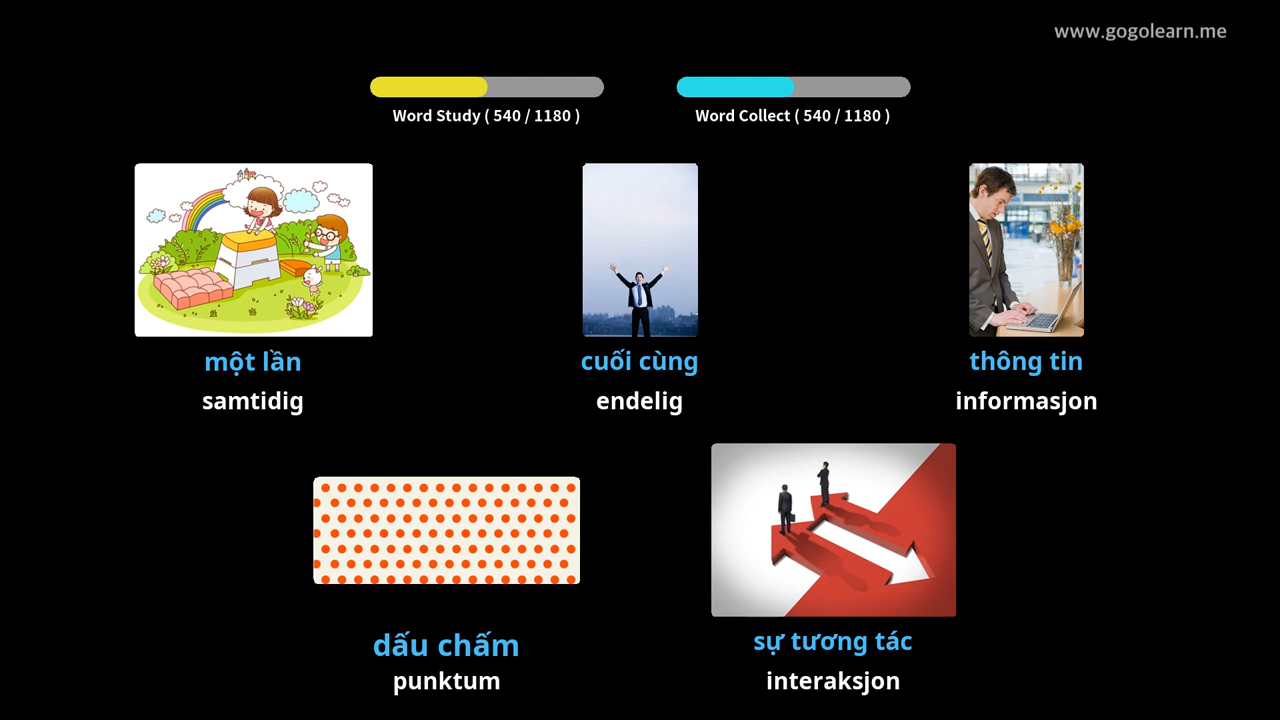 www.gogolearn.me
Word Study ( 540 / 1180 )
Word Collect ( 540 / 1180 )
một lần
samtidig
cuối cùng
endelig
thông tin
informasjon
dấu chấm
punktum
sự tương tác
interaksjon